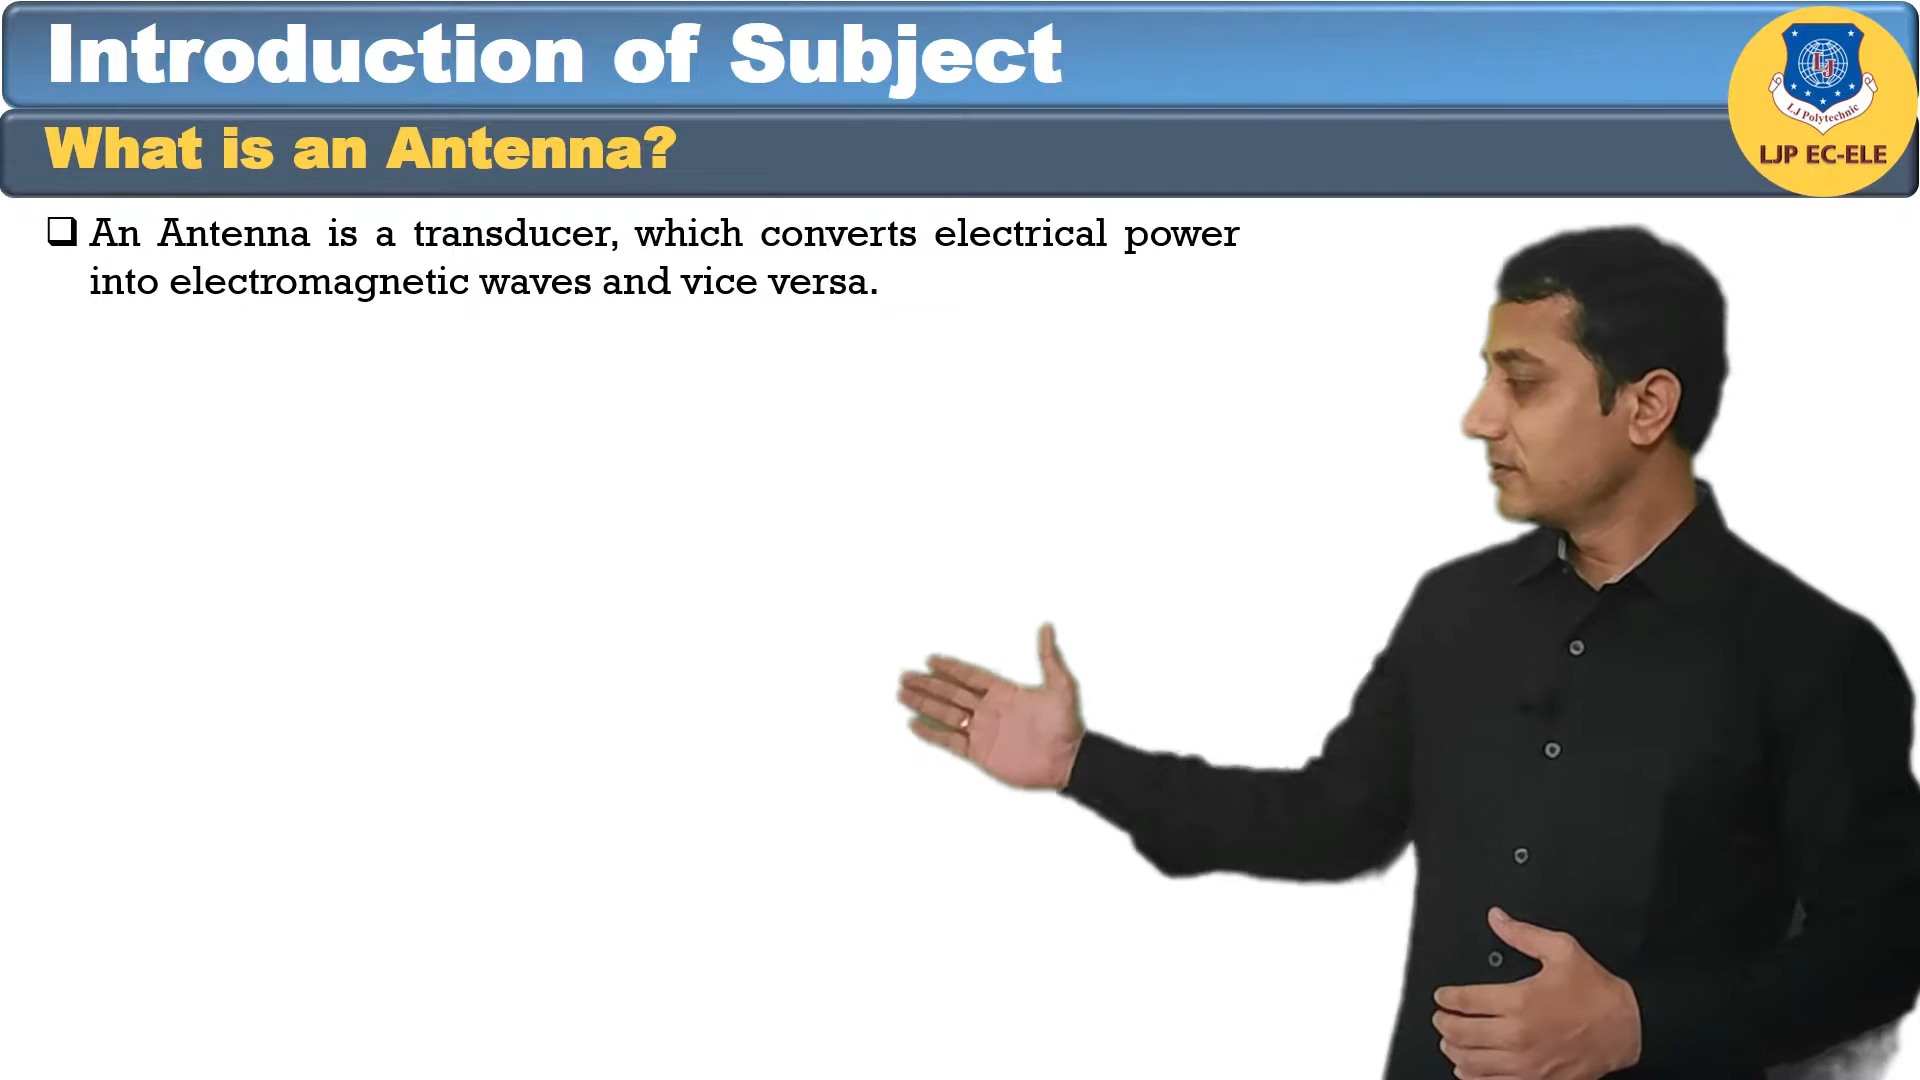 Introduction of Subject
What is an Antenna?
An Antenna is a transducer, which converts electrical power
into electromagnetic waves and vice versa.
LJ
LJ Polytechnic
LJP EC-ELE